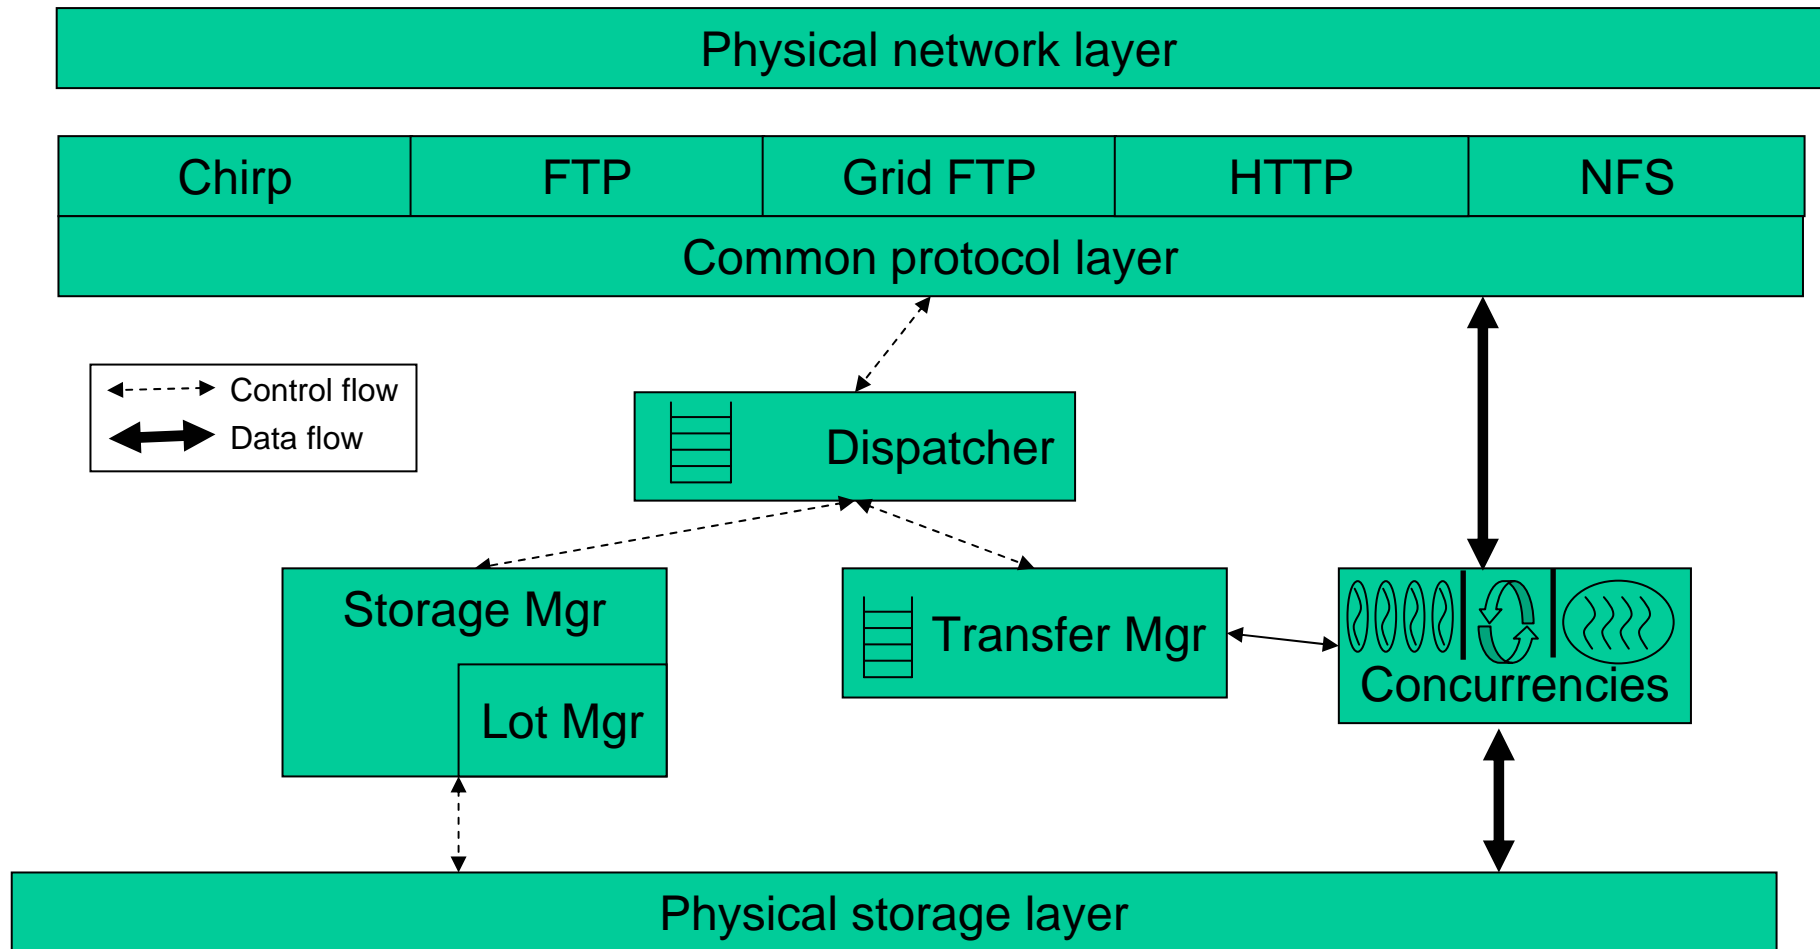 Physical network layer
Chirp
FTP
Grid FTP
HTTP
NFS
Common protocol layer
Control flow
Data flow
Dispatcher
Storage Mgr
Lot Mgr
Transfer Mgr
Concurrencies
Physical storage layer